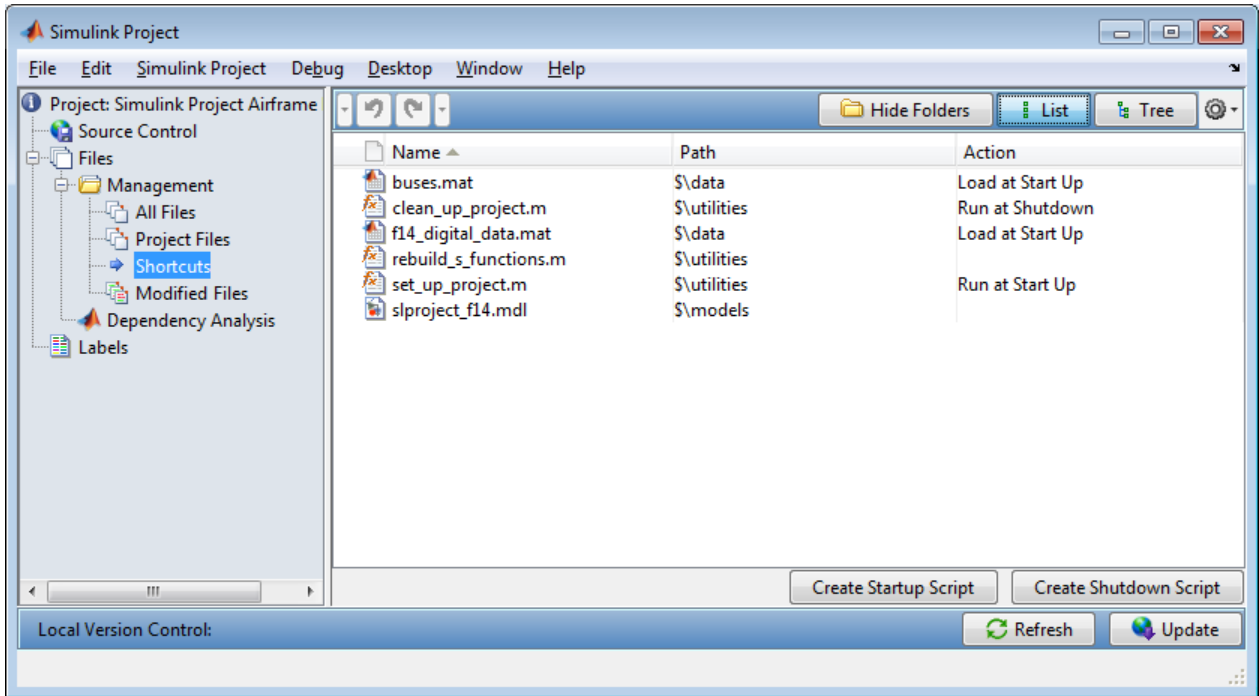 Simulink Project
File Edit Simulink Project Debug Desktop Window Help
Project: Simulink Project Airframe
Source Control
Files
Management
All Files
Project Files
Shortcuts
Modified Files
Dependency Analysis
Labels
Hide Folders List Tree
Name Path Action
buses.mat $\data Load at Start Up
clean_up_project.m $\utilities Run at Shutdown
f14_digital_data.mat $\data Load at Start Up
rebuild_s_functions.m $\utilities
set_up_project.m $\utilities Run at Start Up
slproject_f14.mdl $\models
Create Startup Script Create Shutdown Script
Local Version Control: Refresh Update